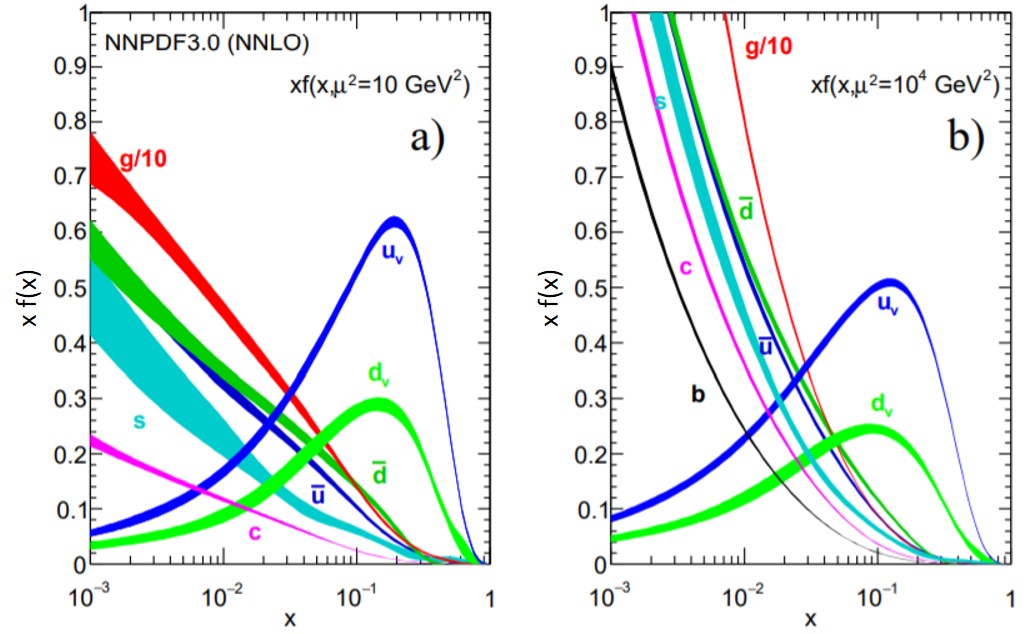 NNPDF3.0 (NNLO)
xf(x,μ²=10 GeV²)
a)
g/10
u_v
d_v
s
d̅
u̅
c
x f(x)
1
0.9
0.8
0.7
0.6
0.5
0.4
0.3
0.2
0.1
0
10⁻³
10⁻²
10⁻¹
1
x
g/10
xf(x,μ²=10⁴ GeV²)
b)
s
d̅
c
u_v
u̅
b
d_v
x f(x)
1
0.9
0.8
0.7
0.6
0.5
0.4
0.3
0.2
0.1
0
10⁻³
10⁻²
10⁻¹
1
x